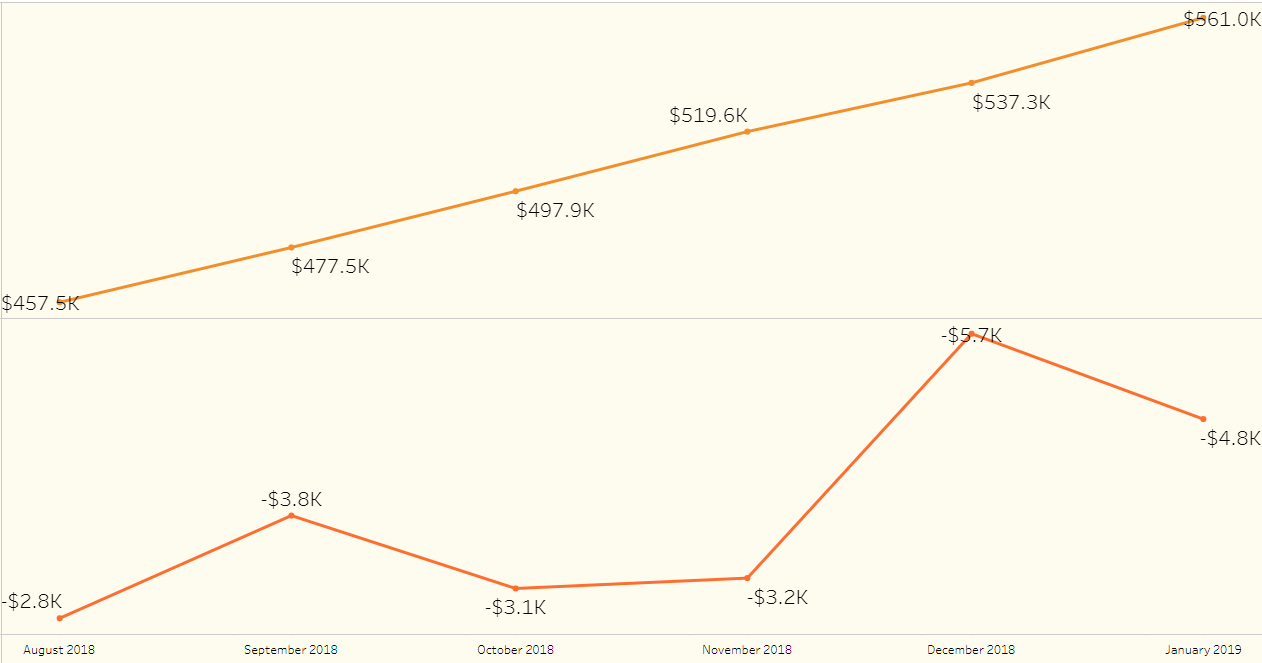 $561.0K
$537.3K
$519.6K
$497.9K
$477.5K
$457.5K
-$5.7K
-$4.8K
-$3.8K
-$2.8K
-$3.1K
-$3.2K
August 2018 September 2018 October 2018 November 2018 December 2018 January 2019